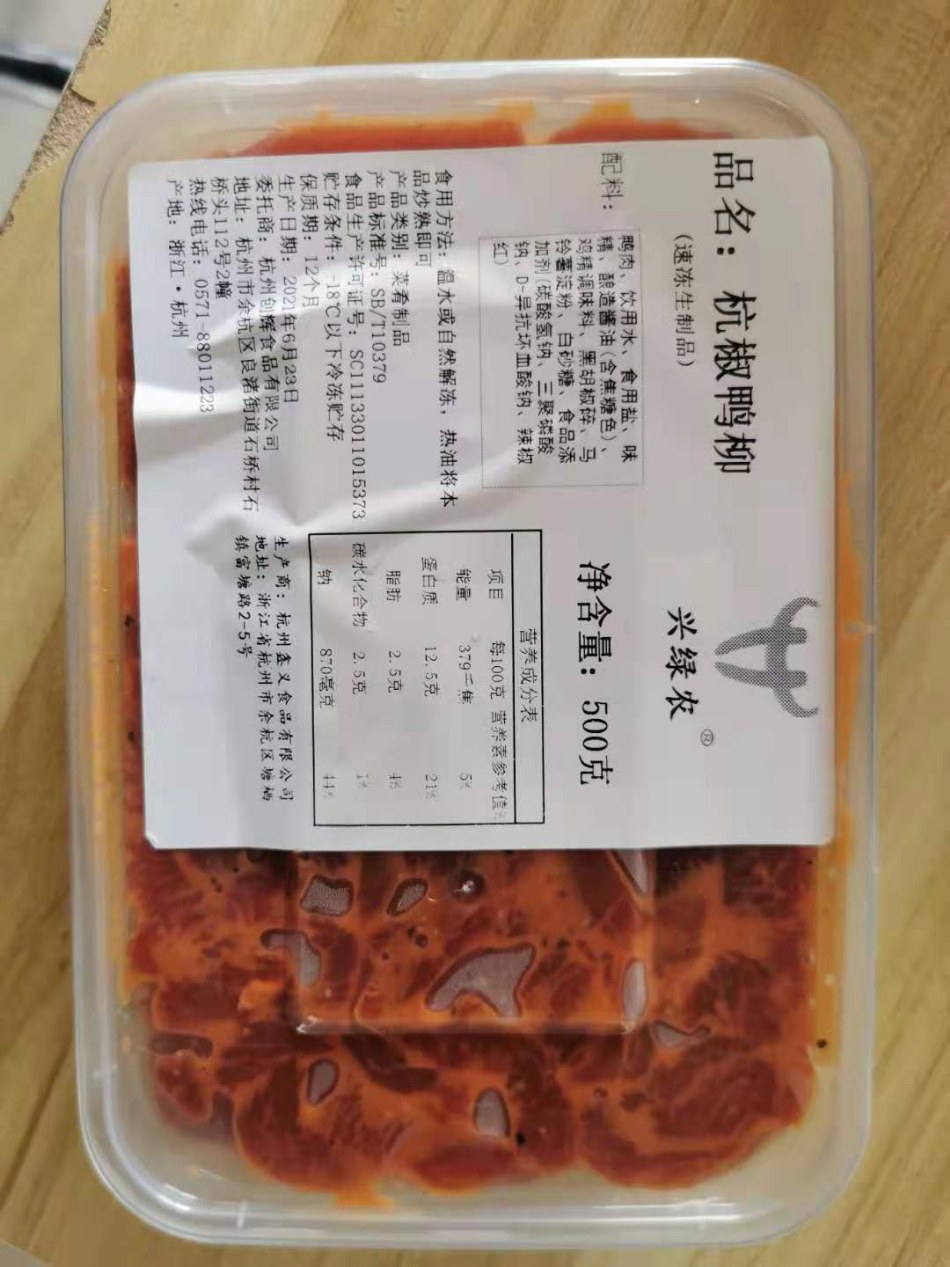 品名：杭椒鸭柳
（速冻生制品）
兴绿农
®
配料：
鸭肉、饮用水、食用盐、味
精、酿造酱油(含焦糖色)、
鸡精调味料、黑胡椒碎、马
铃薯淀粉、白砂糖、食品添
加剂(碳酸氢钠、三聚磷酸
钠、D-异抗坏血酸钠、辣椒
红)
净含量：500克
食用方法：温水或自然解冻，热油将本
品炒熟即可
产品类别：菜肴制品
产品标准号：SB/T10379
食品生产许可证号：SC11133011015373
贮存条件：-18℃以下冷冻贮存
保质期：12个月
生产日期：2021年6月23日
委托商：杭州创辉食品有限公司
地址：杭州市余杭区良渚街道石桥村石
桥头112号2幢
热线电话：0571-88011223
产地：浙江·杭州
营养成分表
项目 每100克 营养素参考值%
能量 379千焦 5%
蛋白质 12.5克 21%
脂肪 2.5克 4%
碳水化合物 2.5克 1%
钠 870毫克 44%
生产商：杭州鑫义食品有限公司
地址：浙江省杭州市余杭区塘栖
镇富塘路2-5号